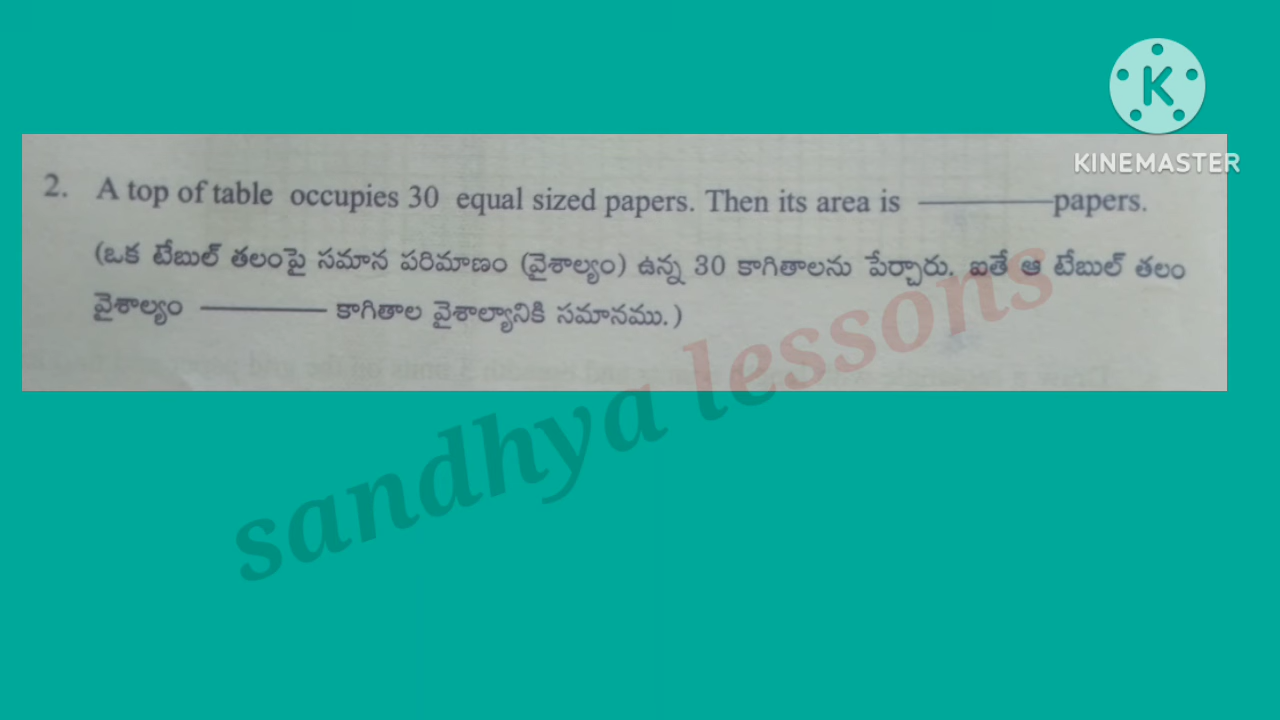 KINEMASTER
2. A top of table occupies 30 equal sized papers. Then its area is ————papers.
(ఒక టేబుల్ తలంపై సమాన పరిమాణం (వైశాల్యం) ఉన్న 30 కాగితాలను పేర్చారు. ఐతే ఆ టేబుల్ తలం
వైశాల్యం ———— కాగితాల వైశాల్యానికి సమానము.)
sandhya lessons